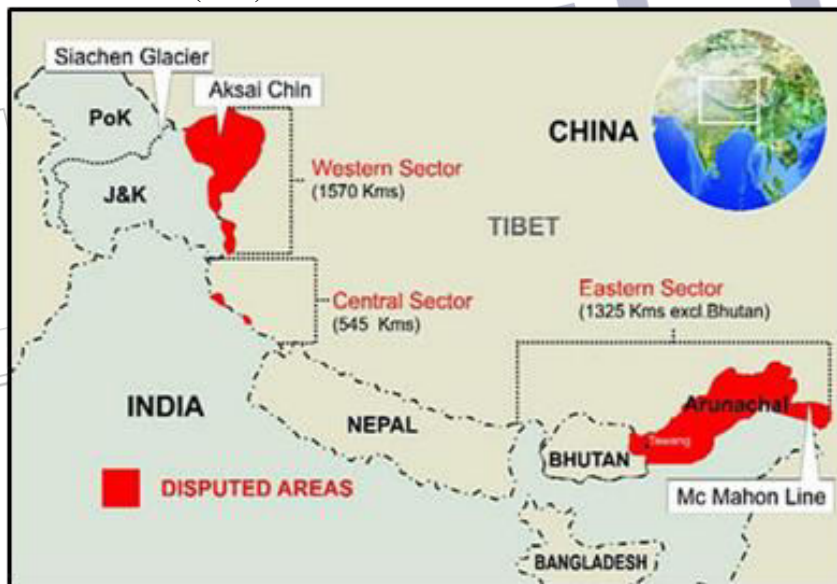 Siachen Glacier
Aksai Chin
PoK
CHINA
Western Sector
(1570 Kms)
J&K
TIBET
Central Sector
(545 Kms)
Eastern Sector
(1325 Kms excl.Bhutan)
INDIA
NEPAL
Arunachal
Tawang
BHUTAN
DISPUTED AREAS
Mc Mahon Line
BANGLADESH